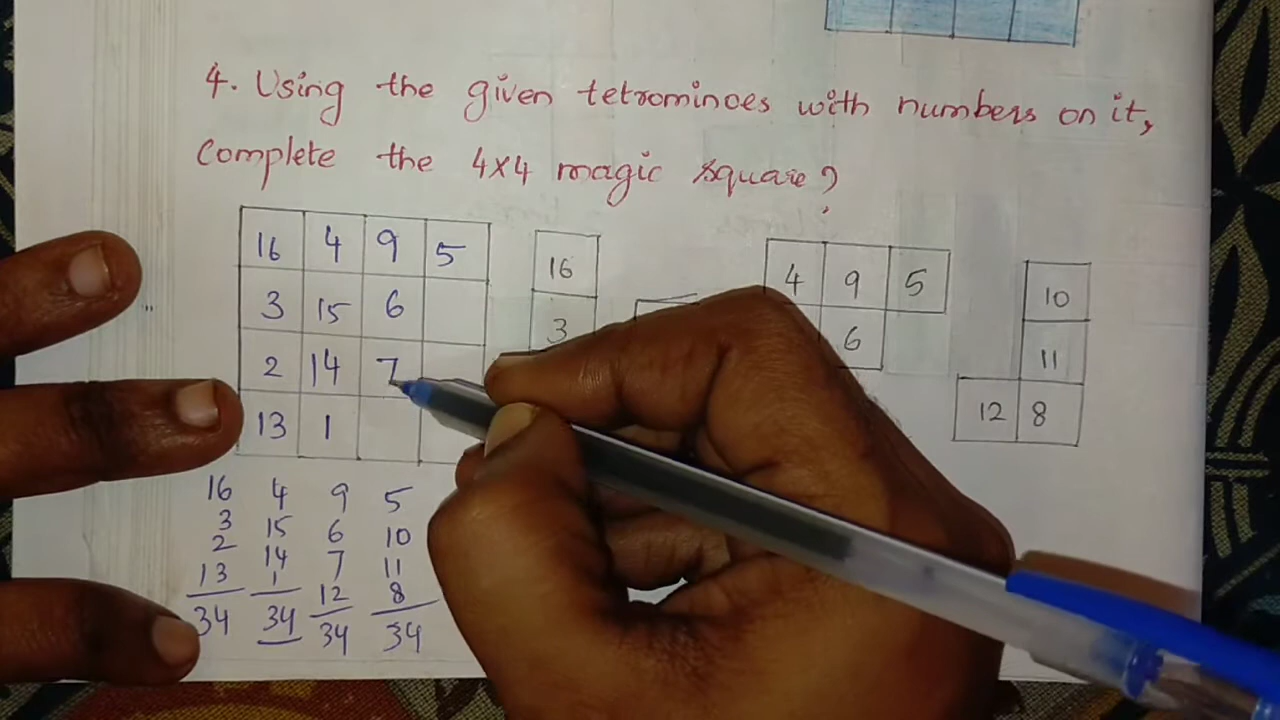 4. Using the given tetrominoes with numbers on it,
Complete the 4x4 magic square?
16 4 9 5
3 15 6
2 14 7
13 1
16
3
4 9 5
6
10
11
12 8
16 4 9 5
3 15 6 10
2 14 7 11
13 1 12 8
34 34 34 34